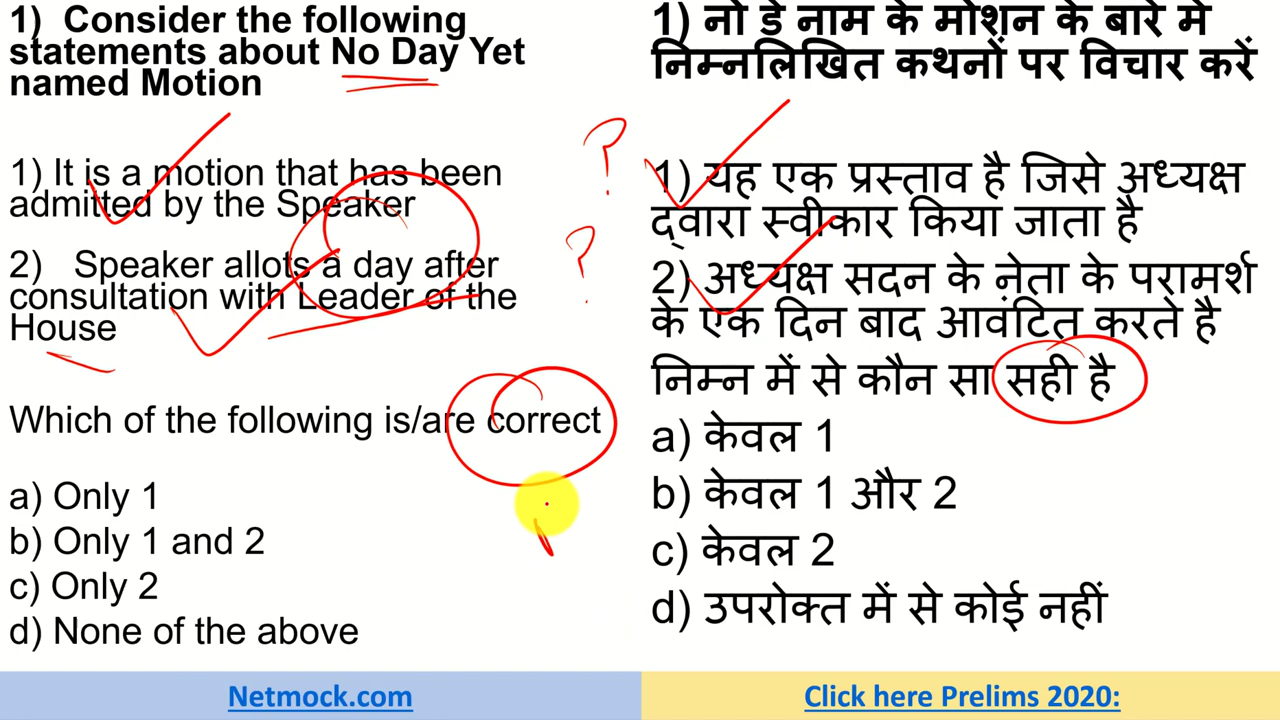 1) Consider the following
statements about No Day Yet
named Motion
1) It is a motion that has been
admitted by the Speaker
2) Speaker allots a day after
consultation with Leader of the
House
Which of the following is/are correct
a) Only 1
b) Only 1 and 2
c) Only 2
d) None of the above
1) नो डे नाम के मोशन के बारे में
निम्नलिखित कथनों पर विचार करें
1) यह एक प्रस्ताव है जिसे अध्यक्ष
द्वारा स्वीकार किया जाता है
2) अध्यक्ष सदन के नेता के परामर्श
के एक दिन बाद आवंटित करते है
निम्न में से कौन सा सही है
a) केवल 1
b) केवल 1 और 2
c) केवल 2
d) उपरोक्त में से कोई नहीं
?
?
Netmock.com
Click here Prelims 2020: